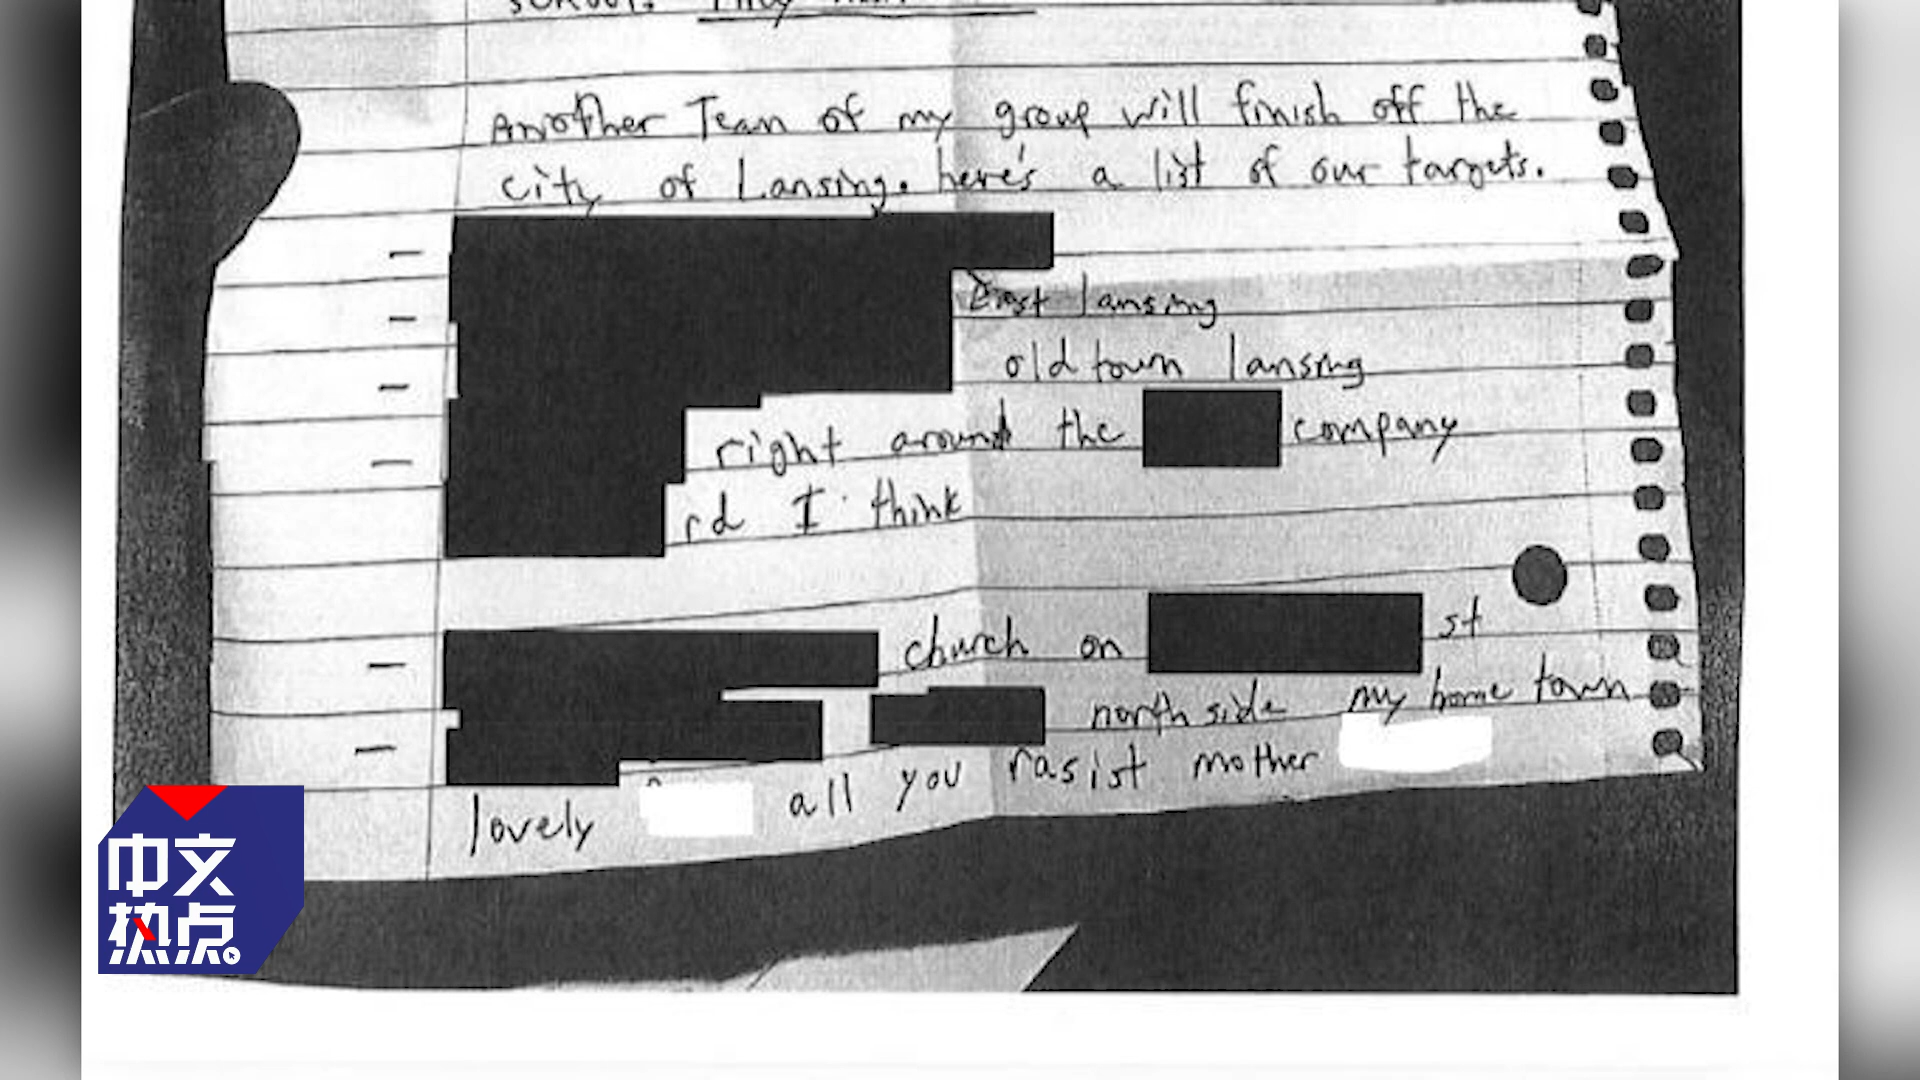 Another Team of my group will finish off the
city of Lansing. here's a list of our targets.
-
- East lansing
- old town lansing
- right around the company
rd I think
- church on st
- north side my home town
lovely all you rasist mother
中文
热点